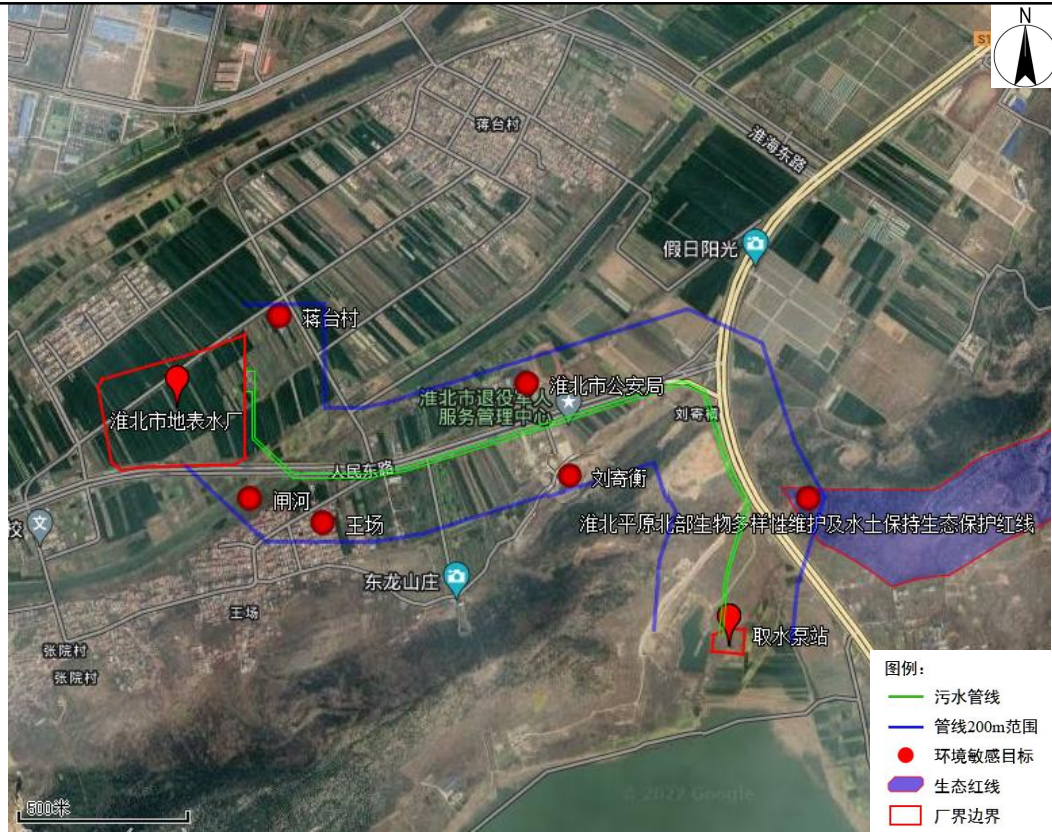 N
S1
蒋台村
淮海东路
假日阳光
蒋台村
淮北市公安局
淮北市退役军人
服务管理中心
刘寄衡
淮北市地表水厂
人民东路
闸河
刘寄衡
王场
淮北平原北部生物多样性维护及水土保持生态保护红线
校
东龙山庄
王场
取水泵站
张院村
张院村
图例：
污水管线
管线200m范围
环境敏感目标
生态红线
厂界边界
500米
© 2022 Google